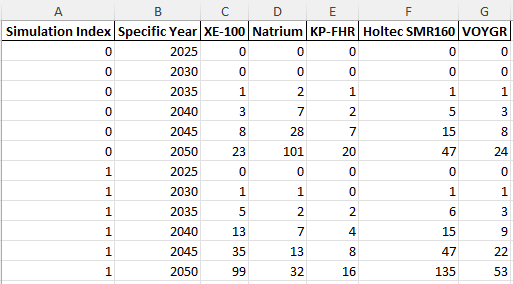 A B C D E F G
Simulation Index Specific Year XE-100 Natrium KP-FHR Holtec SMR160 VOYGR
0 2025 0 0 0 0 0
0 2030 0 0 0 0 0
0 2035 1 2 1 1 1
0 2040 3 7 2 5 3
0 2045 8 28 7 15 8
0 2050 23 101 20 47 24
1 2025 0 0 0 0 0
1 2030 1 1 0 1 1
1 2035 5 2 2 6 3
1 2040 13 7 4 15 9
1 2045 35 13 8 47 22
1 2050 99 32 16 135 53